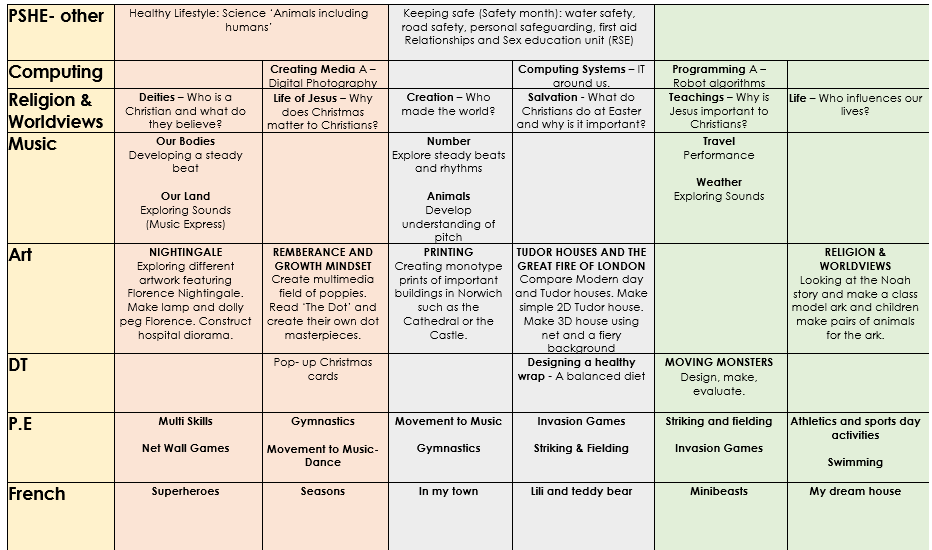 PSHE- other
Healthy Lifestyle: Science ‘Animals including
humans’
Keeping safe (Safety month): water safety,
road safety, personal safeguarding, first aid
Relationships and Sex education unit (RSE)
Computing
Creating Media A –
Digital Photography
Computing Systems – IT
around us.
Programming A –
Robot algorithms
Religion &
Worldviews
Deities – Who is a
Christian and what do
they believe?
Life of Jesus – Why
does Christmas
matter to Christians?
Creation – Who
made the world?
Salvation - What do
Christians do at Easter
and why is it important?
Teachings – Why is
Jesus important to
Christians?
Life – Who influences our
lives?
Music
Our Bodies
Developing a steady
beat
Our Land
Exploring Sounds
(Music Express)
Number
Explore steady beats
and rhythms
Animals
Develop
understanding of
pitch
Travel
Performance
Weather
Exploring Sounds
Art
NIGHTINGALE
Exploring different
artwork featuring
Florence Nightingale.
Make lamp and dolly
peg Florence. Construct
hospital diorama.
REMBERANCE AND
GROWTH MINDSET
Create multimedia
field of poppies.
Read ‘The Dot’ and
create their own dot
masterpieces.
PRINTING
Creating monotype
prints of important
buildings in Norwich
such as the
Cathedral or the
Castle.
TUDOR HOUSES AND THE
GREAT FIRE OF LONDON
Compare Modern day
and Tudor houses. Make
simple 2D Tudor house.
Make 3D house using
net and a fiery
background
RELIGION &
WORLDVIEWS
Looking at the Noah
story and make a class
model ark and children
make pairs of animals
for the ark.
DT
Pop- up Christmas
cards
Designing a healthy
wrap - A balanced diet
MOVING MONSTERS
Design, make,
evaluate.
P.E
Multi Skills
Net Wall Games
Gymnastics
Movement to Music-
Dance
Movement to Music
Gymnastics
Invasion Games
Striking & Fielding
Striking and fielding
Invasion Games
Athletics and sports day
activities
Swimming
French
Superheroes
Seasons
In my town
Lili and teddy bear
Minibeasts
My dream house